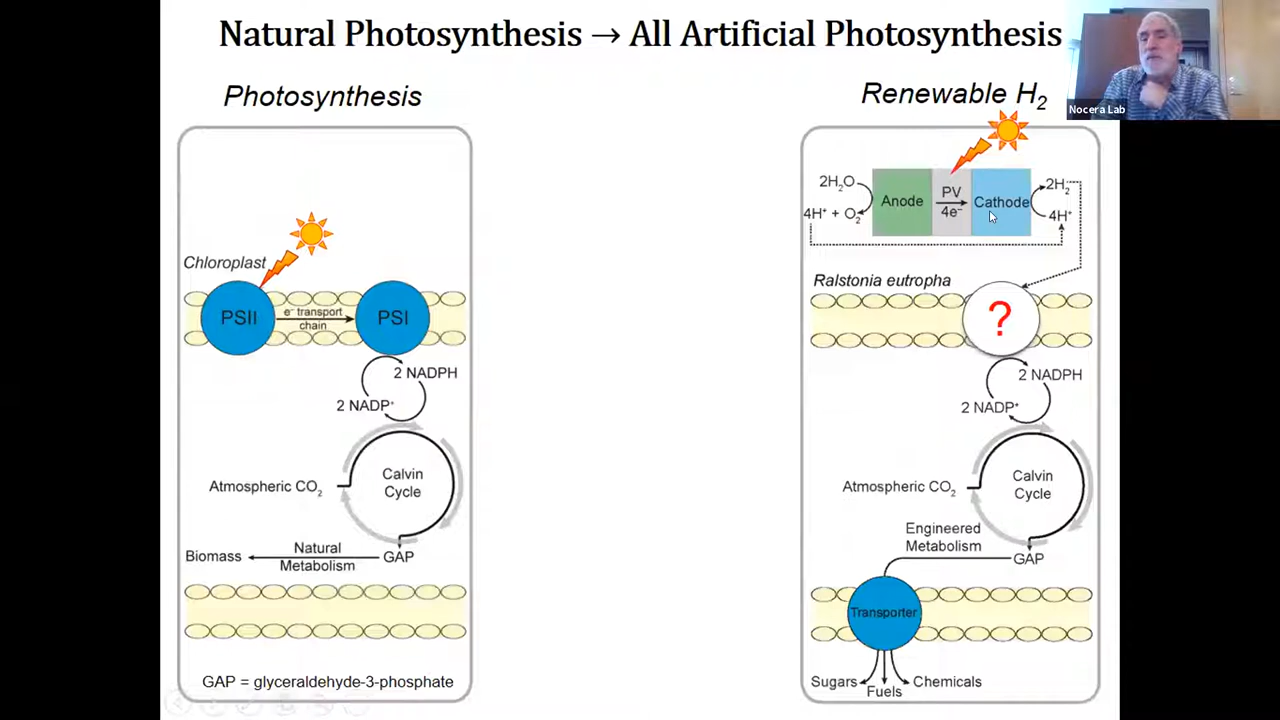 Natural Photosynthesis → All Artificial Photosynthesis
Nocera Lab
Photosynthesis
Chloroplast
PSII
e⁻ transport
chain
PSI
2 NADPH
2 NADP⁺
Atmospheric CO₂
Calvin
Cycle
Biomass
Natural
Metabolism
GAP
GAP = glyceraldehyde-3-phosphate
Renewable H₂
2H₂O
4H⁺ + O₂
Anode
PV
4e⁻
Cathode
2H₂
4H⁺
Ralstonia eutropha
?
2 NADPH
2 NADP⁺
Atmospheric CO₂
Calvin
Cycle
Engineered
Metabolism
GAP
Transporter
Sugars
Fuels
Chemicals